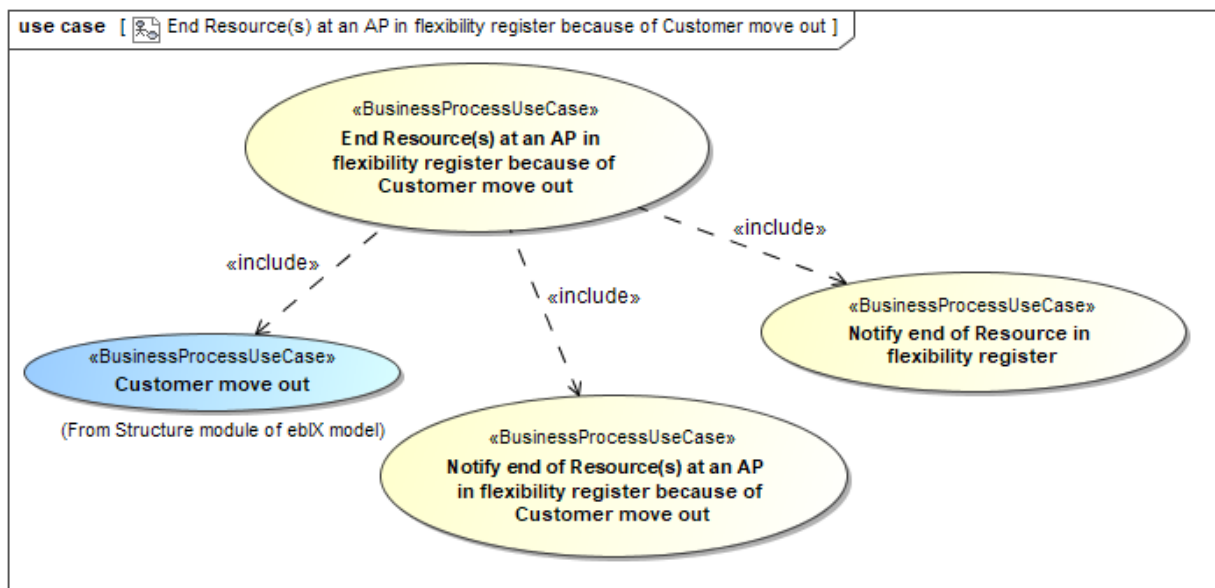 use case [ End Resource(s) at an AP in flexibility register because of Customer move out ]
«BusinessProcessUseCase»
End Resource(s) at an AP in
flexibility register because of
Customer move out
«include»
«include»
«include»
«BusinessProcessUseCase»
Notify end of Resource in
flexibility register
«BusinessProcessUseCase»
Customer move out
(From Structure module of ebIX model)
«BusinessProcessUseCase»
Notify end of Resource(s) at an AP
in flexibility register because of
Customer move out